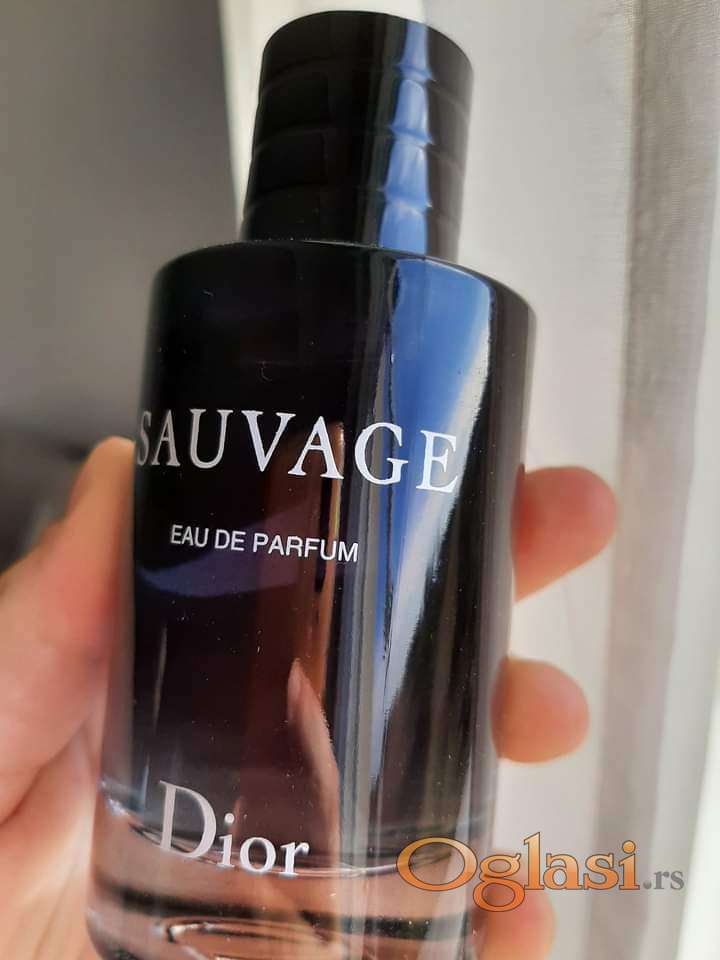 SAUVAGE
EAU DE PARFUM
Dior
Oglasi.rs